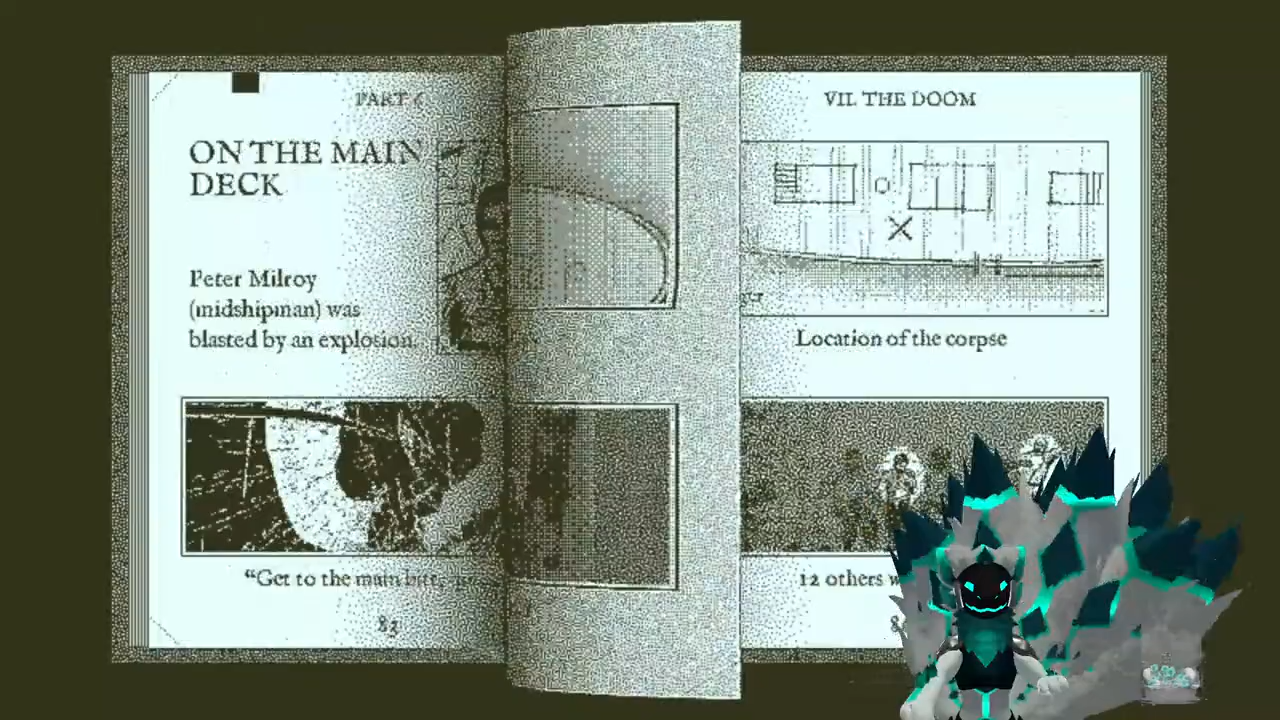 PART
VII. THE DOOM
ON THE MAIN
DECK
Peter Milroy
(midshipman) was
blasted by an explosion.
Location of the corpse
"Get to the main
12 others
83